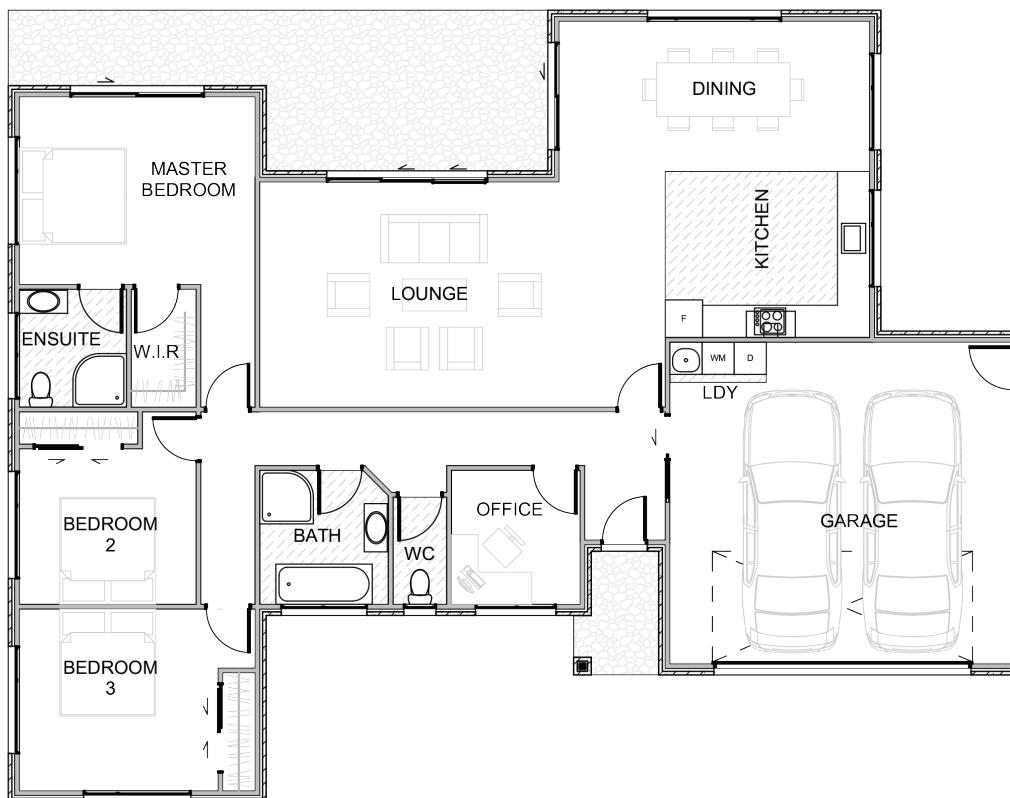 DINING
MASTER
BEDROOM
KITCHEN
LOUNGE
F
ENSUITE
W.I.R
WM
D
LDY
BEDROOM
2
BATH
WC
OFFICE
GARAGE
BEDROOM
3